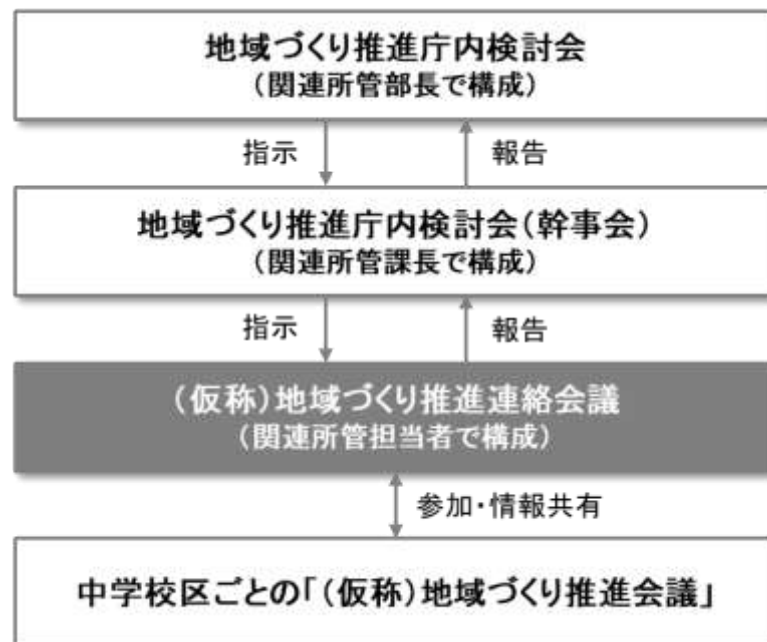 地域づくり推進庁内検討会
(関連所管部長で構成)
指示
報告
地域づくり推進庁内検討会(幹事会)
(関連所管課長で構成)
指示
報告
(仮称)地域づくり推進連絡会議
(関連所管担当者で構成)
参加・情報共有
中学校区ごとの「(仮称)地域づくり推進会議」